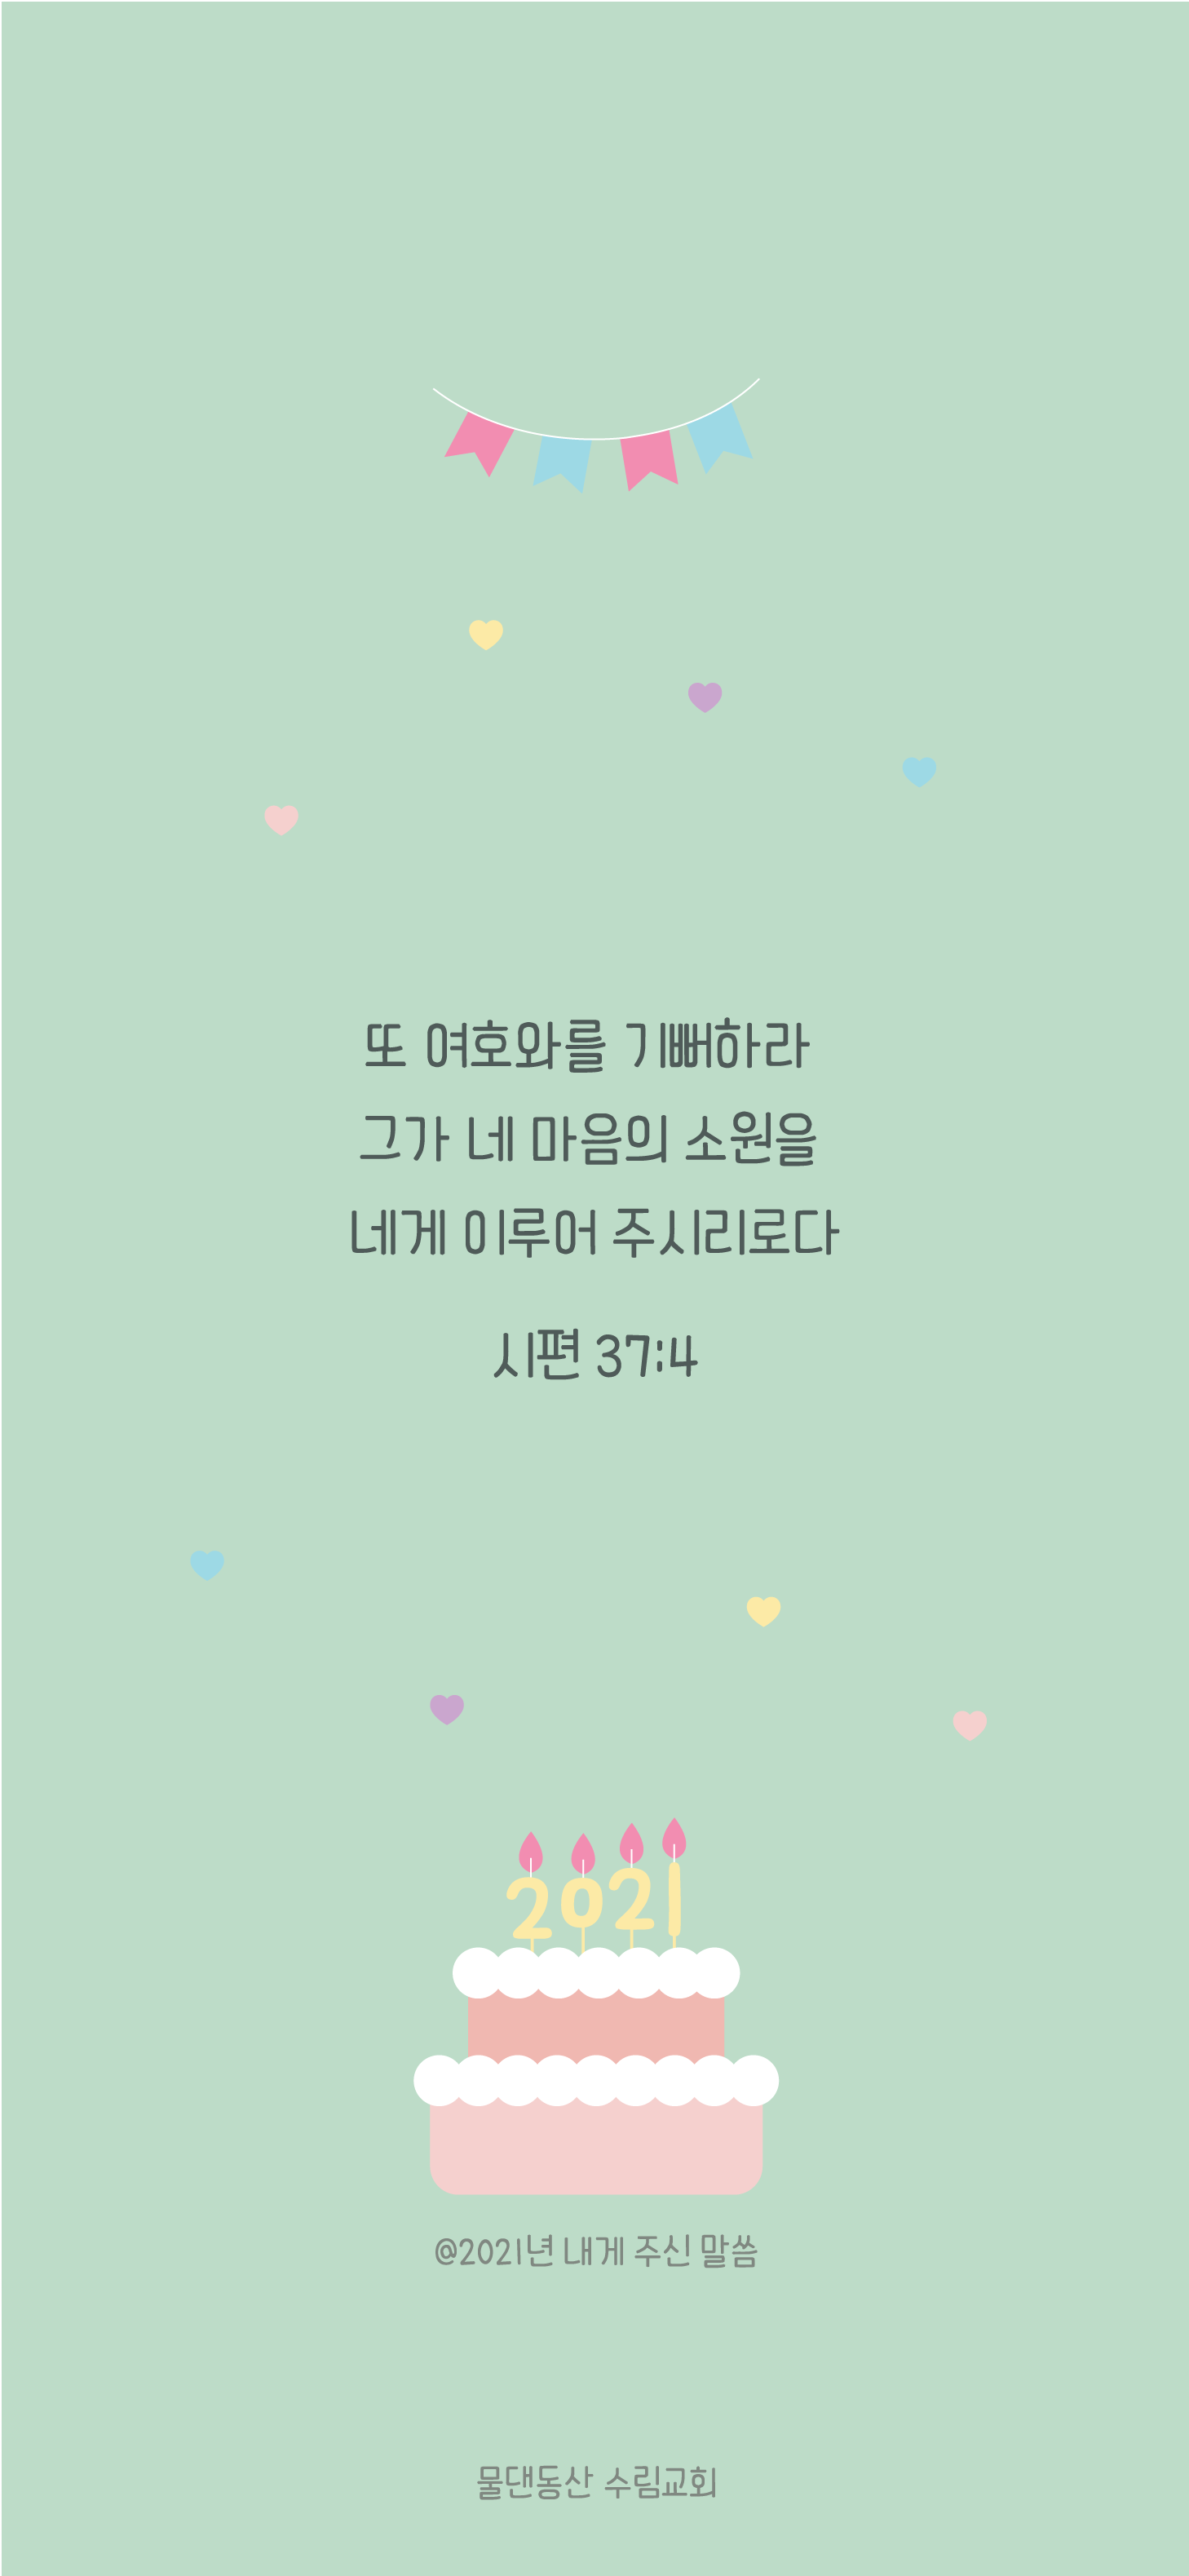 또 여호와를 기뻐하라
그가 네 마음의 소원을
네게 이루어 주시리로다
시편 37:4
2021
@2021년 내게 주신 말씀
물댄동산 수림교회